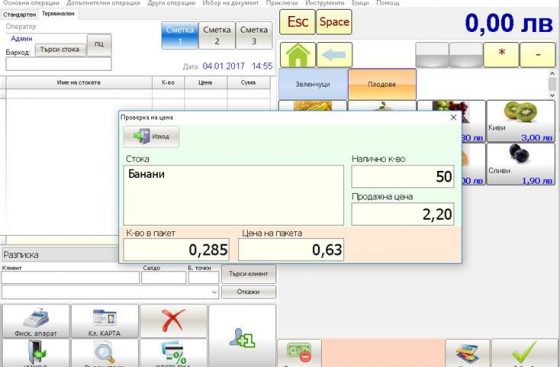 Основни операции Допълнителни операции Други операции Избор на документ Приключи Инструменти Езици Помощ
Стандартен Терминален
Оператор
Админ
Баркод: Търси стока ПЦ
Сметка 1
Сметка 2
Сметка 3
Дата 04.01.2017 14:55
Esc Space
0,00 лв
* -
Зеленчуци Плодове
Име на стоката К-во Цена Сума
Киви
3,00 лв
Сливи
1,90 лв
Проверка на цена
Изход
Стока
Банани
Налично к-во
50
Продажна цена
2,20
К-во в пакет
0,285
Цена на пакета
0,63
Разписка
Клиент Салдо Б. точки Търси клиент
Откажи
Фиск. апарат Кл. КАРТА
+1